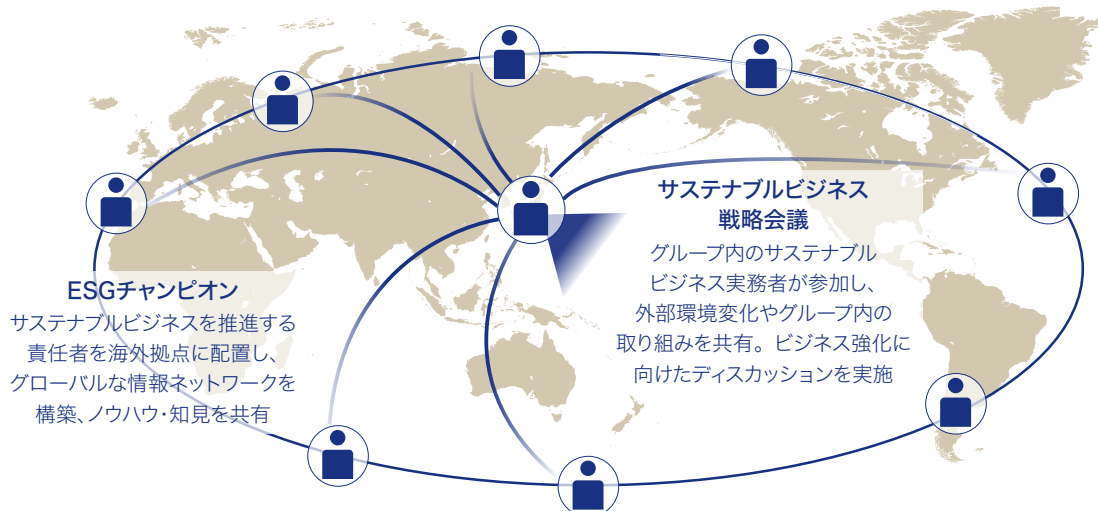 サステナブルビジネス
戦略会議
グループ内のサステナブル
ビジネス実務者が参加し、
外部環境変化やグループ内の
取り組みを共有。ビジネス強化に
向けたディスカッションを実施
ESGチャンピオン
サステナブルビジネスを推進する
責任者を海外拠点に配置し、
グローバルな情報ネットワークを
構築、ノウハウ・知見を共有